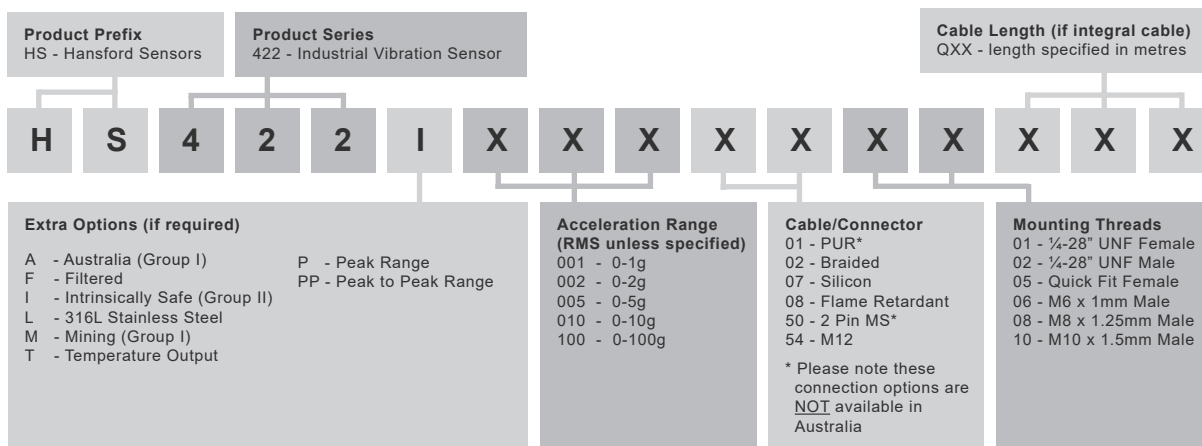 Product Prefix
HS - Hansford Sensors
Product Series
422 - Industrial Vibration Sensor
Cable Length (if integral cable)
QXX - length specified in metres
H S 4 2 2 I X X X X X X X X X X
Extra Options (if required)
A - Australia (Group I)
F - Filtered
I - Intrinsically Safe (Group II)
L - 316L Stainless Steel
M - Mining (Group I)
T - Temperature Output
P - Peak Range
PP - Peak to Peak Range
Acceleration Range
(RMS unless specified)
001 - 0-1g
002 - 0-2g
005 - 0-5g
010 - 0-10g
100 - 0-100g
Cable/Connector
01 - PUR*
02 - Braided
07 - Silicon
08 - Flame Retardant
50 - 2 Pin MS*
54 - M12
* Please note these
connection options are
NOT available in
Australia
Mounting Threads
01 - ¼-28” UNF Female
02 - ¼-28” UNF Male
05 - Quick Fit Female
06 - M6 x 1mm Male
08 - M8 x 1.25mm Male
10 - M10 x 1.5mm Male